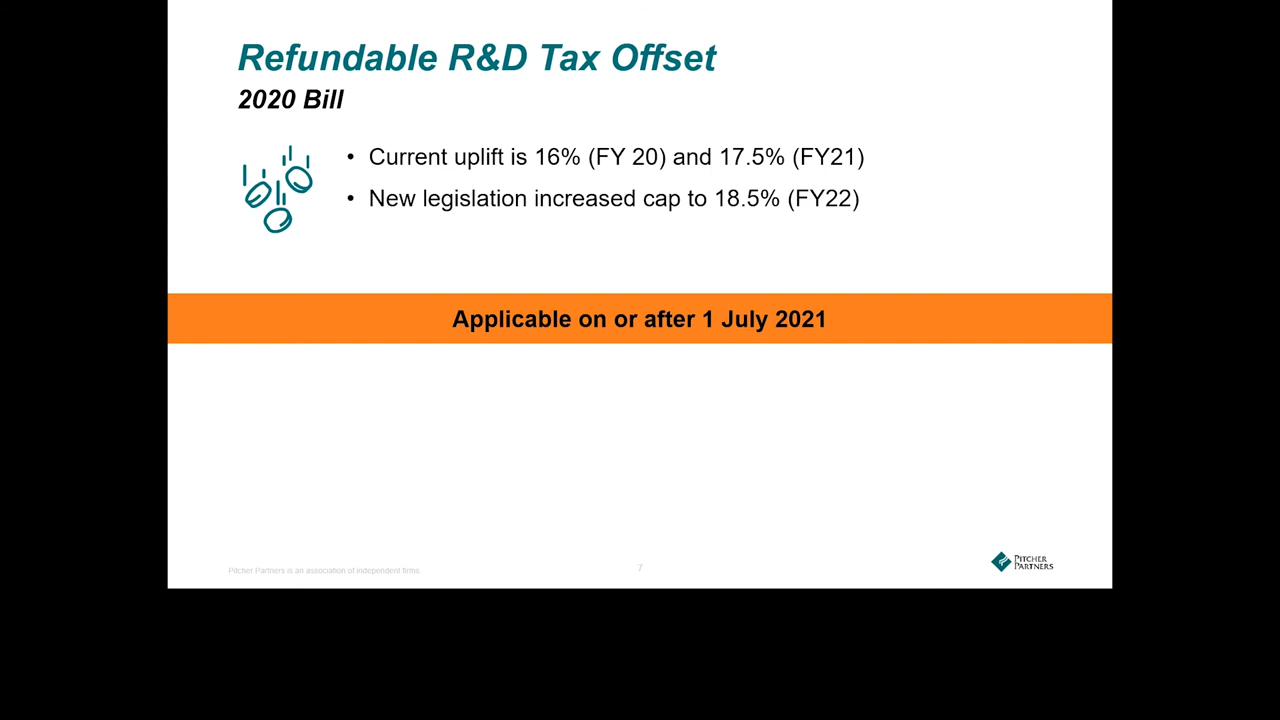 Refundable R&D Tax Offset
2020 Bill
• Current uplift is 16% (FY 20) and 17.5% (FY21)
• New legislation increased cap to 18.5% (FY22)
Applicable on or after 1 July 2021
Pitcher Partners is an association of independent firms.
7
PITCHER
PARTNERS